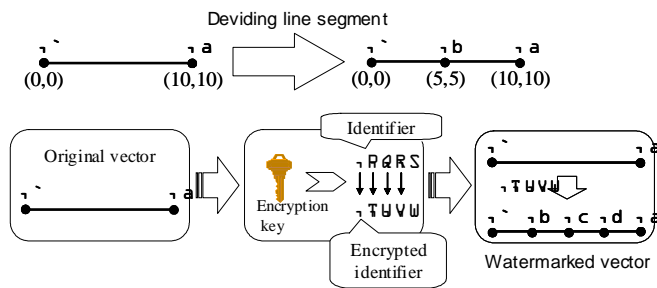 Deviding line segment
a
b
a
(0,0)
(10,10)
(0,0)
(5,5)
(10,10)
Original vector
a
Encryption
key
Identifier
Encrypted
identifier
a
b
c
d
a
Watermarked vector